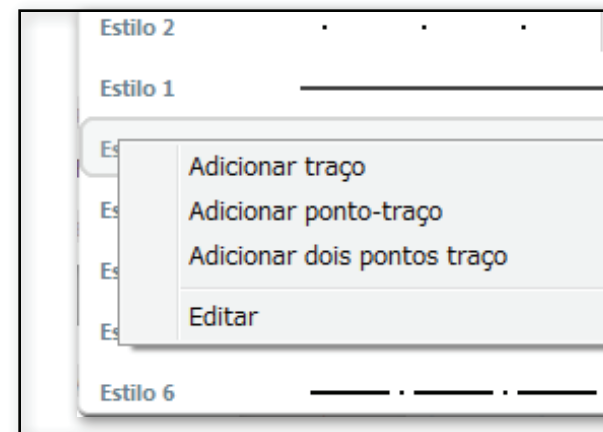 Estilo 2
Estilo 1
Adicionar traço
Adicionar ponto-traço
Adicionar dois pontos traço
Editar
Estilo 6